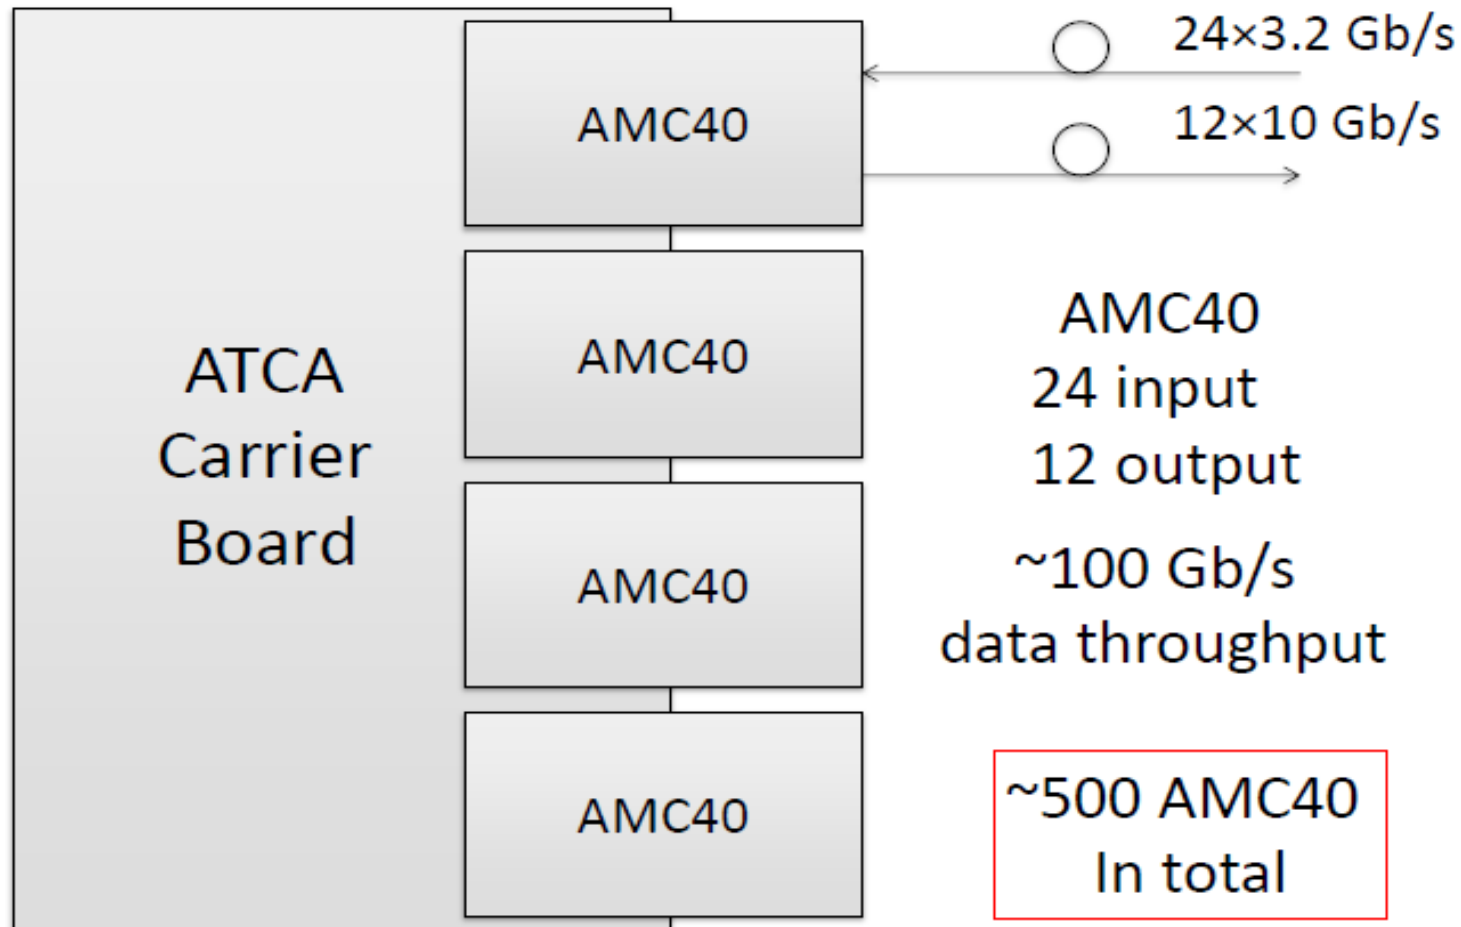 ATCA
Carrier
Board
AMC40
AMC40
AMC40
AMC40
24×3.2 Gb/s
12×10 Gb/s
AMC40
24 input
12 output
~100 Gb/s
data throughput
~500 AMC40
In total